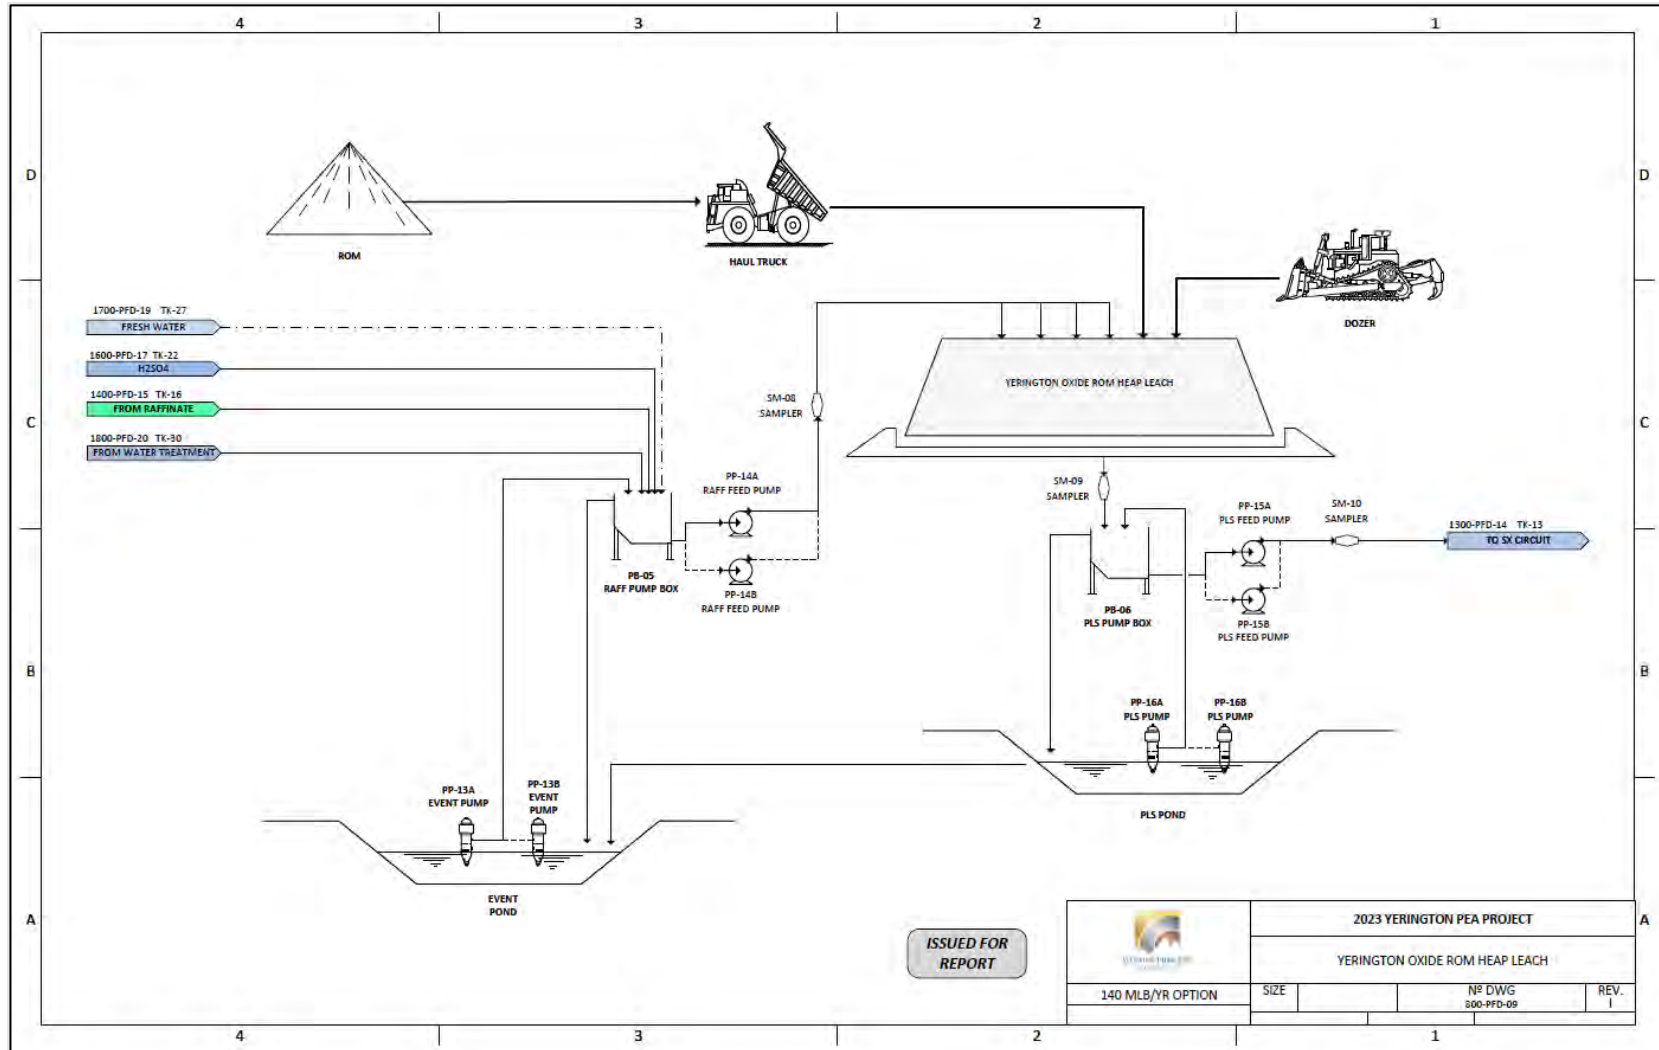 4 3 2 1
D D
ROM
HAUL TRUCK
DOZER
1700-PFD-19 TK-27
FRESH WATER
1600-PFD-17 TK-22
H2SO4
1400-PFD-15 TK-16
FROM RAFFINATE
1800-PFD-20 TK-30
FROM WATER TREATMENT
C C
SM-08
SAMPLER
YERINGTON OXIDE ROM HEAP LEACH
PP-14A
RAFF FEED PUMP
PB-05
RAFF PUMP BOX
PP-14B
RAFF FEED PUMP
SM-09
SAMPLER
PP-15A
PLS FEED PUMP
SM-10
SAMPLER
1300-PFD-14 TK-13
TO SX CIRCUIT
PB-06
PLS PUMP BOX
PP-15B
PLS FEED PUMP
B B
PP-16A
PLS PUMP
PP-16B
PLS PUMP
PLS POND
PP-13A
EVENT PUMP
PP-13B
EVENT
PUMP
EVENT
POND
A A
ISSUED FOR
REPORT
2023 YERINGTON PEA PROJECT
YERINGTON OXIDE ROM HEAP LEACH
140 MLB/YR OPTION
SIZE
Nº DWG
800-PFD-09
REV.
I
4 3 2 1